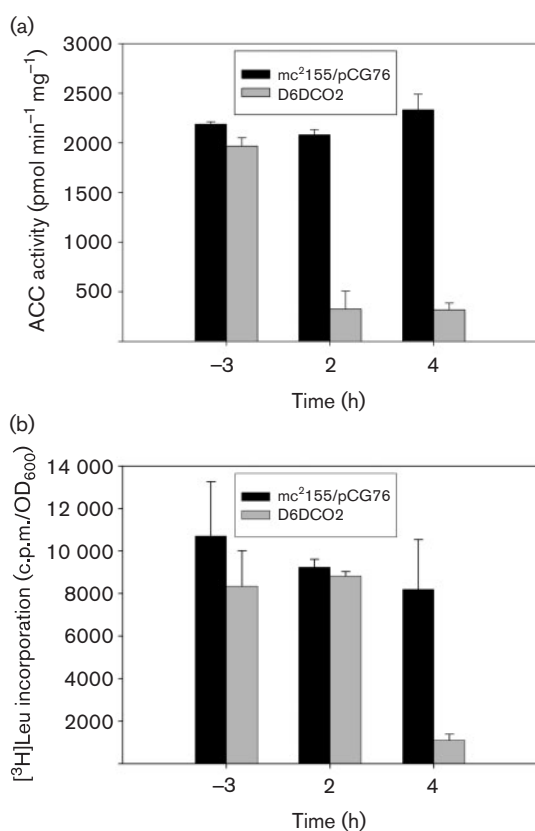 (a)
ACC activity (pmol min⁻¹ mg⁻¹)
3000
2500
2000
1500
1000
500
mc²155/pCG76
D6DCO2
−3 2 4
Time (h)
(b)
[³H]Leu incorporation (c.p.m./OD₆₀₀)
14 000
12 000
10 000
8000
6000
4000
2000
mc²155/pCG76
D6DCO2
−3 2 4
Time (h)